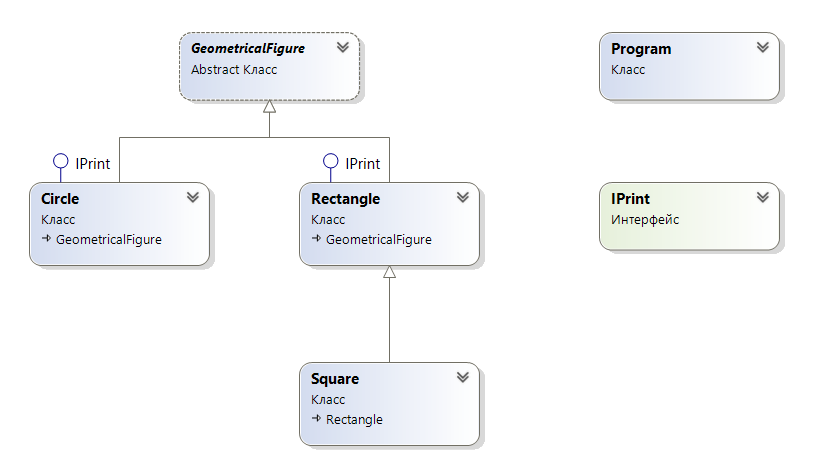 GeometricalFigure
Abstract Класс
Program
Класс
IPrint
IPrint
Circle
Класс
GeometricalFigure
Rectangle
Класс
GeometricalFigure
IPrint
Интерфейс
Square
Класс
Rectangle